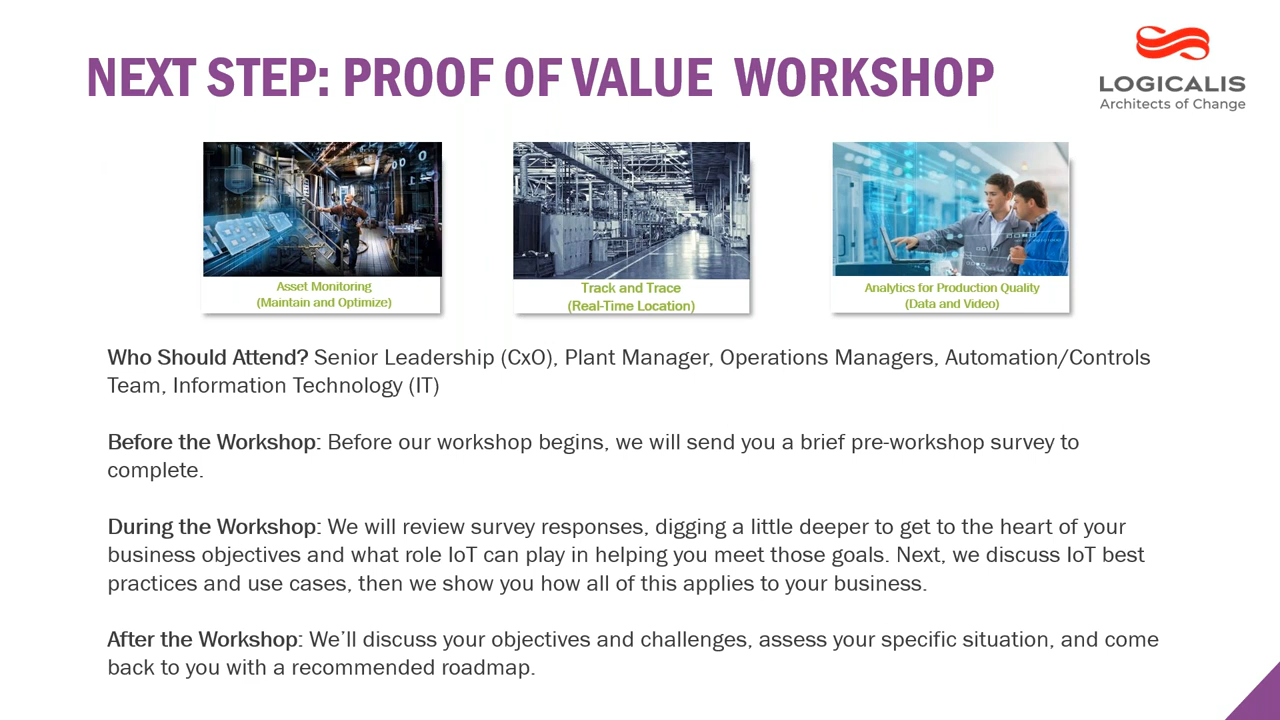 NEXT STEP: PROOF OF VALUE WORKSHOP
LOGICALIS
Architects of Change
Asset Monitoring
(Maintain and Optimize)
Track and Trace
(Real-Time Location)
Analytics for Production Quality
(Data and Video)
Who Should Attend? Senior Leadership (CxO), Plant Manager, Operations Managers, Automation/Controls
Team, Information Technology (IT)
Before the Workshop: Before our workshop begins, we will send you a brief pre-workshop survey to
complete.
During the Workshop: We will review survey responses, digging a little deeper to get to the heart of your
business objectives and what role IoT can play in helping you meet those goals. Next, we discuss IoT best
practices and use cases, then we show you how all of this applies to your business.
After the Workshop: We’ll discuss your objectives and challenges, assess your specific situation, and come
back to you with a recommended roadmap.